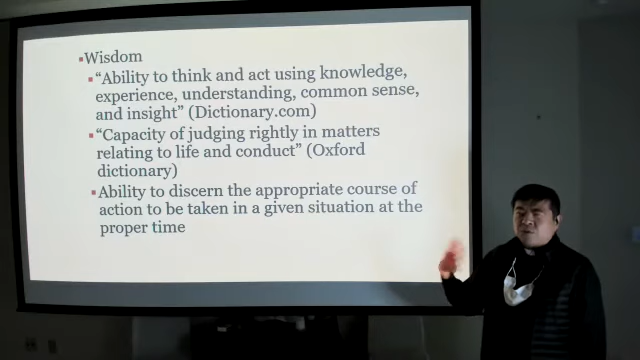 Wisdom
“Ability to think and act using knowledge,
experience, understanding, common sense,
and insight” (Dictionary.com)
“Capacity of judging rightly in matters
relating to life and conduct” (Oxford
dictionary)
Ability to discern the appropriate course of
action to be taken in a given situation at the
proper time